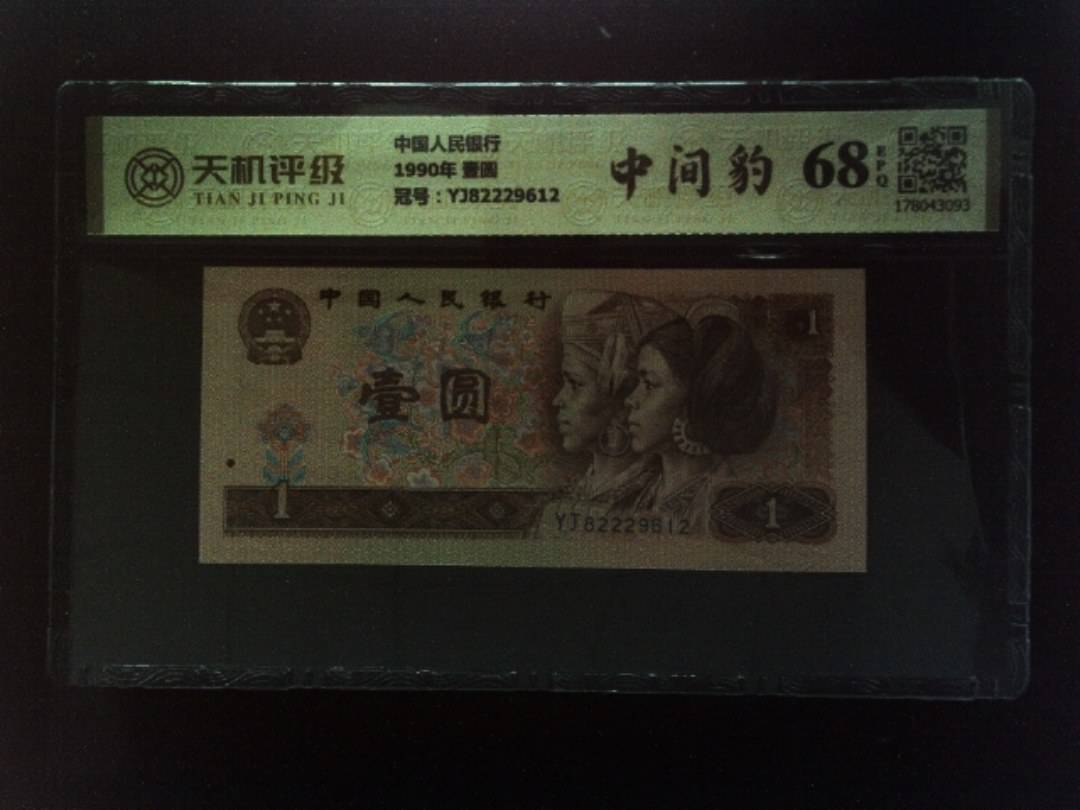 天机评级
TIAN JI PING JI
中国人民银行
1990年 壹圆
冠号：YJ82229612
中间豹
68
EPQ
178043093
中国人民银行
壹圆
1
1
1
YJ82229612